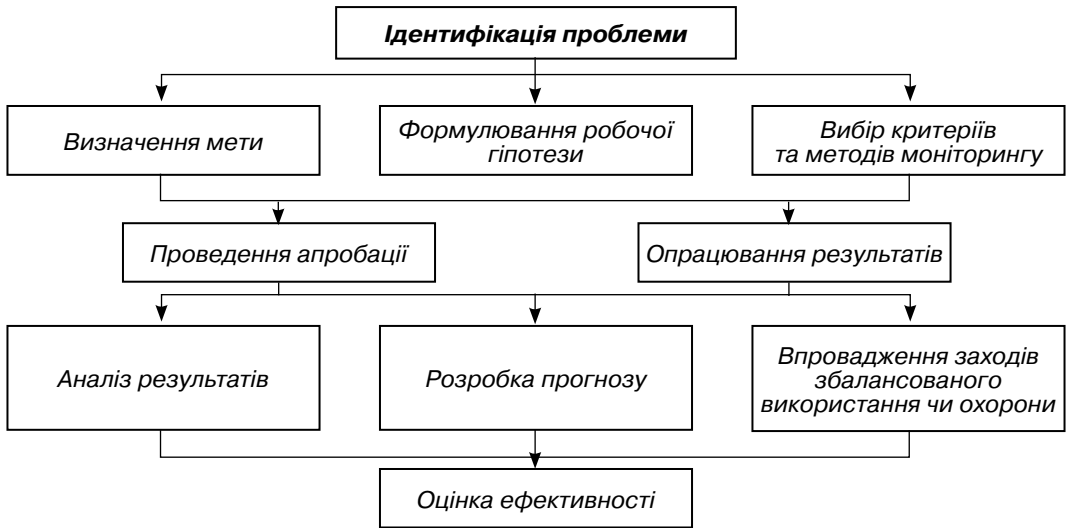 Ідентифікація проблеми
Визначення мети
Формулювання робочої
гіпотези
Вибір критеріїв
та методів моніторингу
Проведення апробації
Опрацювання результатів
Аналіз результатів
Розробка прогнозу
Впровадження заходів
збалансованого
використання чи охорони
Оцінка ефективності